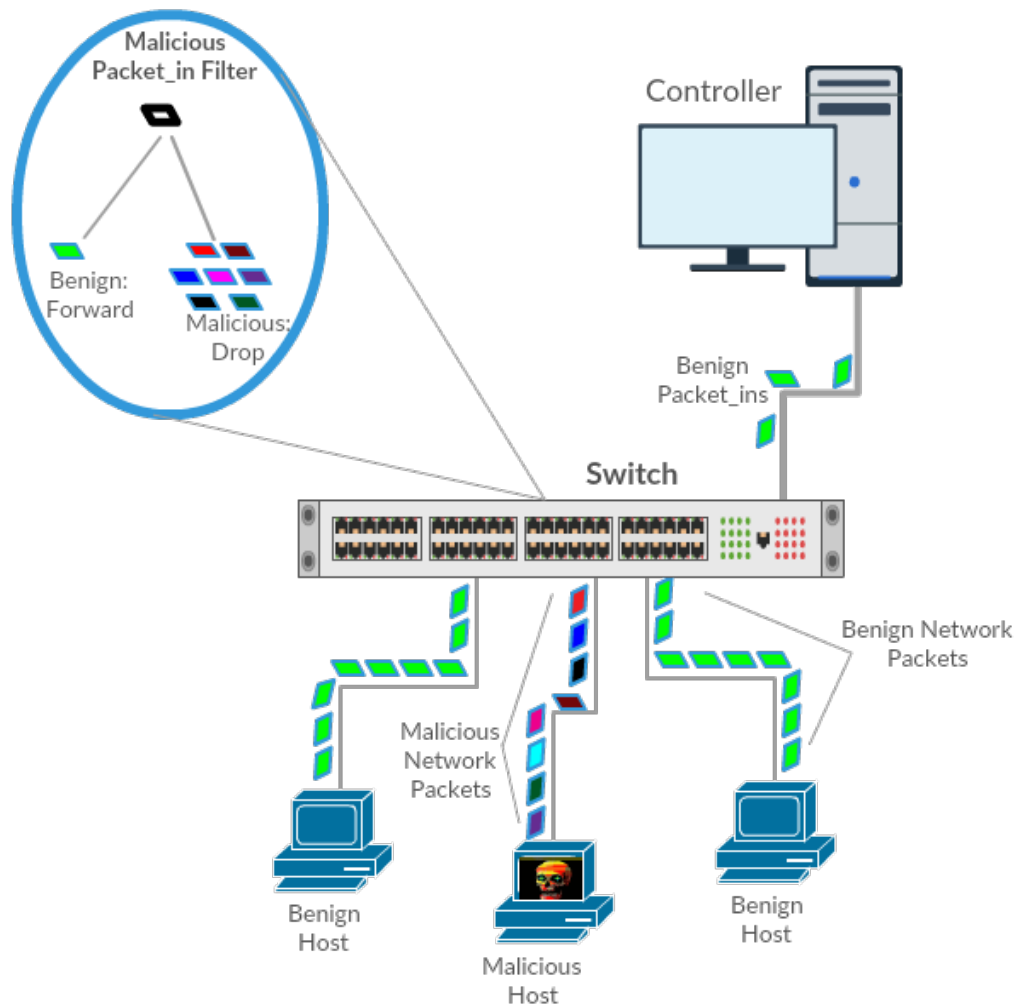 Malicious
Packet_in Filter
Controller
Benign:
Forward
Malicious:
Drop
Benign
Packet_ins
Switch
Benign Network
Packets
Malicious
Network
Packets
Benign
Host
Malicious
Host
Benign
Host